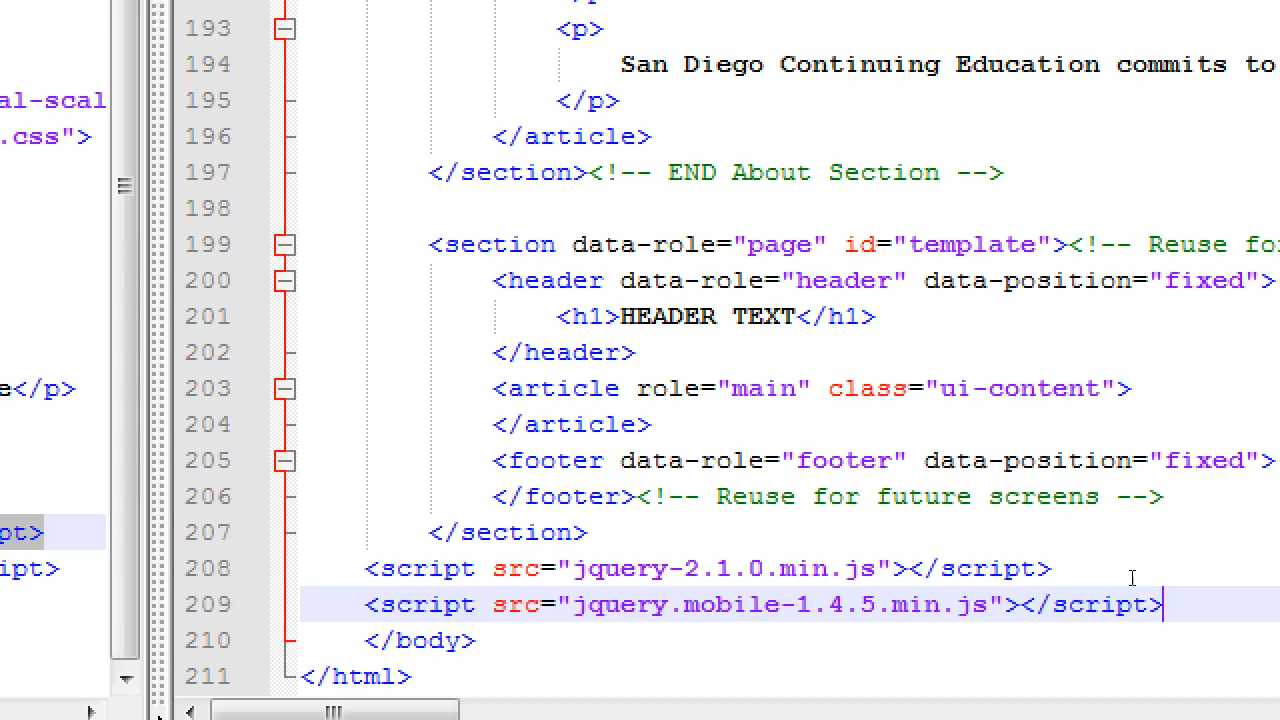 al-scal
.css">
e</p>
pt>
ipt>
193 <p>
194 San Diego Continuing Education commits to
195 </p>
196 </article>
197 </section><!-- END About Section -->
198
199 <section data-role="page" id="template"><!-- Reuse for
200 <header data-role="header" data-position="fixed">
201 <h1>HEADER TEXT</h1>
202 </header>
203 <article role="main" class="ui-content">
204 </article>
205 <footer data-role="footer" data-position="fixed">
206 </footer><!-- Reuse for future screens -->
207 </section>
208 <script src="jquery-2.1.0.min.js"></script>
209 <script src="jquery.mobile-1.4.5.min.js"></script>
210 </body>
211 </html>